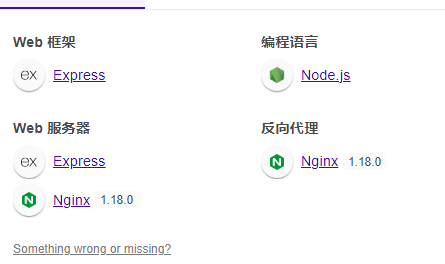 Web 框架
ex Express
编程语言
Node.js
Web 服务器
ex Express
Nginx 1.18.0
反向代理
Nginx 1.18.0
Something wrong or missing?